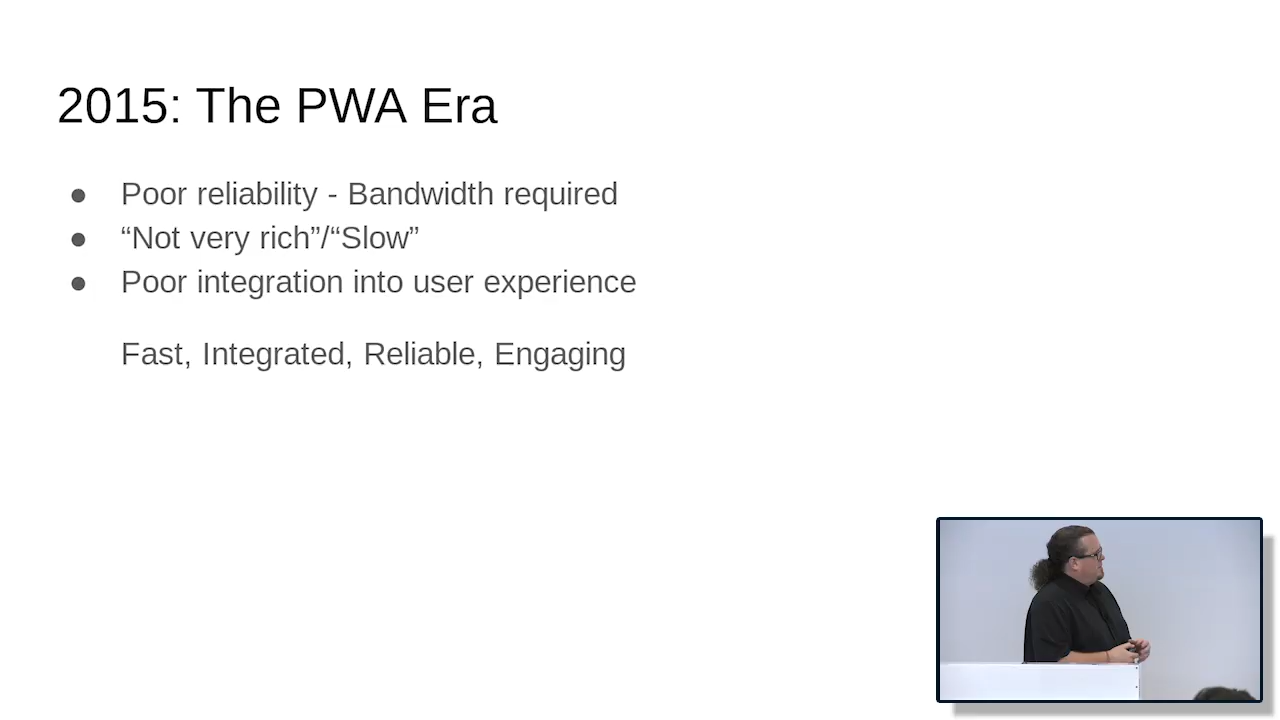 2015: The PWA Era
● Poor reliability - Bandwidth required
● “Not very rich”/“Slow”
● Poor integration into user experience
Fast, Integrated, Reliable, Engaging